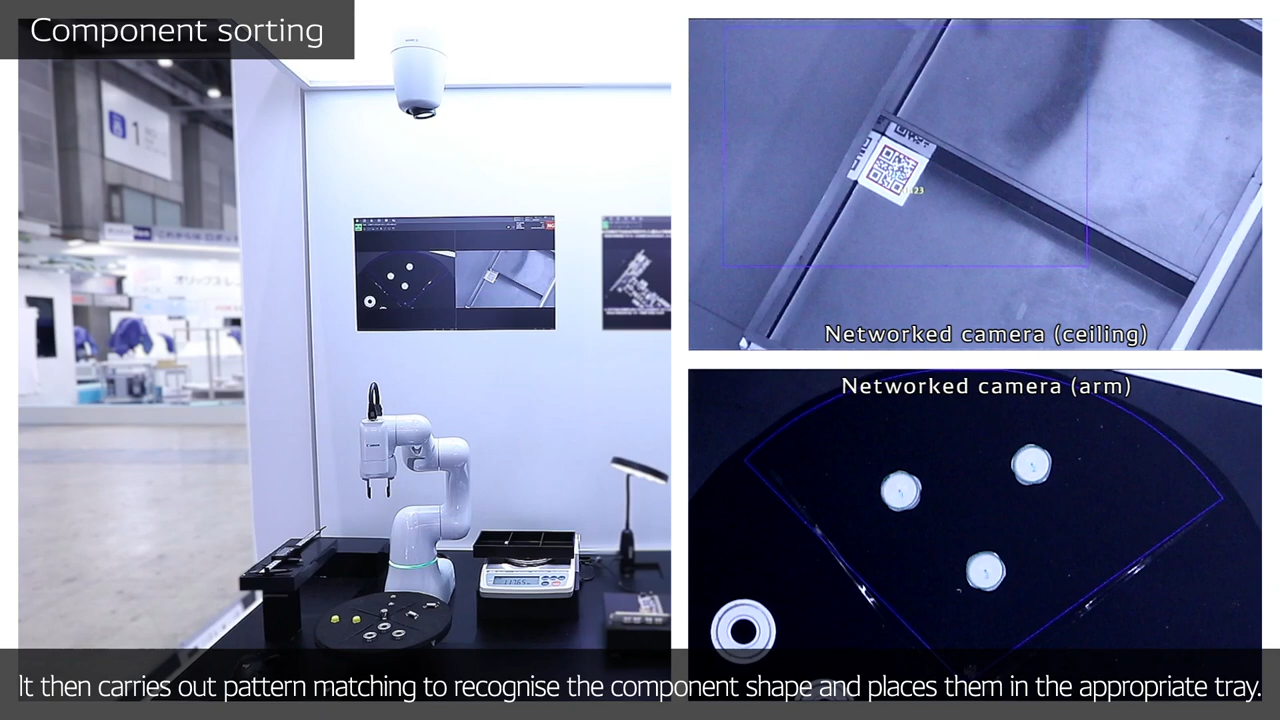 Component sorting
1
Networked camera (ceiling)
Networked camera (arm)
It then carries out pattern matching to recognise the component shape and places them in the appropriate tray.